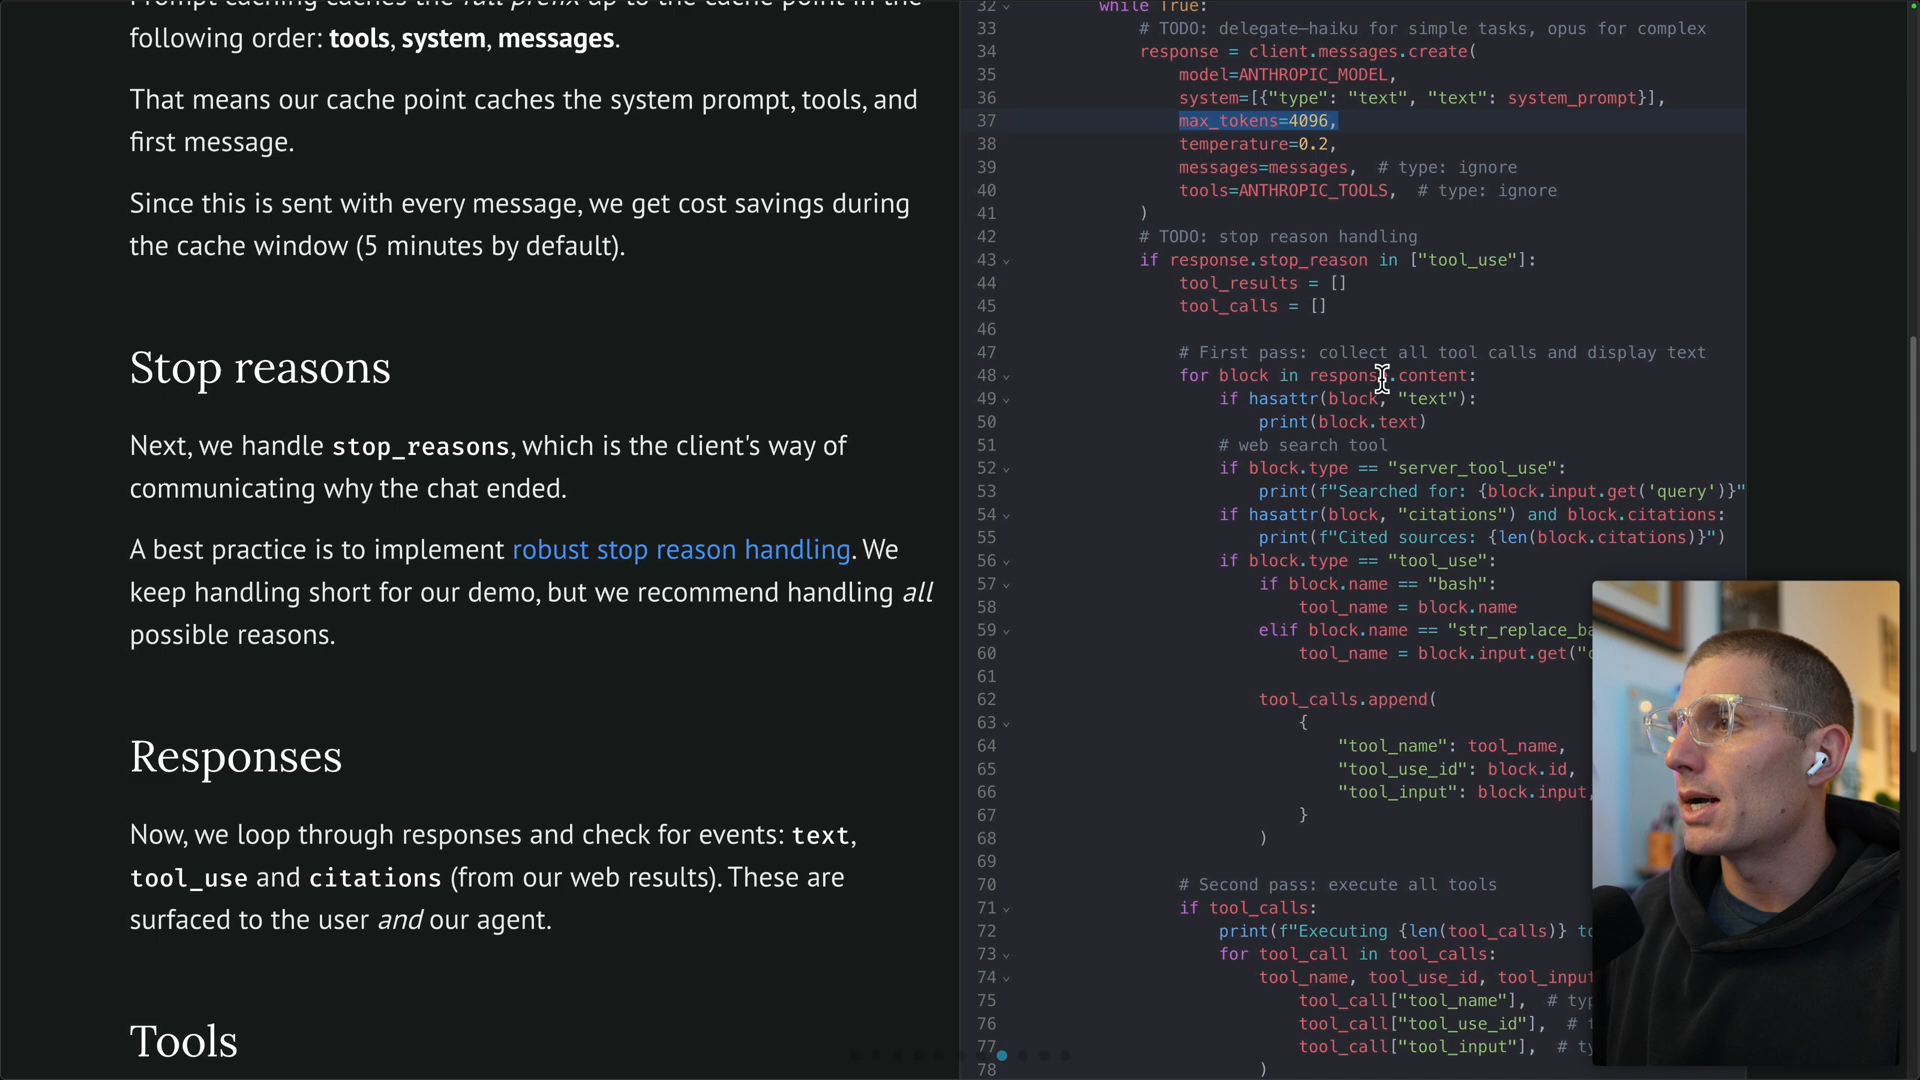 following order: tools, system, messages.
That means our cache point caches the system prompt, tools, and
first message.
Since this is sent with every message, we get cost savings during
the cache window (5 minutes by default).
Stop reasons
Next, we handle stop_reasons, which is the client's way of
communicating why the chat ended.
A best practice is to implement robust stop reason handling. We
keep handling short for our demo, but we recommend handling all
possible reasons.
Responses
Now, we loop through responses and check for events: text,
tool_use and citations (from our web results). These are
surfaced to the user and our agent.
Tools
32 while True:
33 # TODO: delegate—haiku for simple tasks, opus for complex
34 response = client.messages.create(
35 model=ANTHROPIC_MODEL,
36 system=[{"type": "text", "text": system_prompt}],
37 max_tokens=4096,
38 temperature=0.2,
39 messages=messages, # type: ignore
40 tools=ANTHROPIC_TOOLS, # type: ignore
41 )
42 # TODO: stop reason handling
43 if response.stop_reason in ["tool_use"]:
44 tool_results = []
45 tool_calls = []
46
47 # First pass: collect all tool calls and display text
48 for block in response.content:
49 if hasattr(block, "text"):
50 print(block.text)
51 # web search tool
52 if block.type == "server_tool_use":
53 print(f"Searched for: {block.input.get('query')}"
54 if hasattr(block, "citations") and block.citations:
55 print(f"Cited sources: {len(block.citations)}")
56 if block.type == "tool_use":
57 if block.name == "bash":
58 tool_name = block.name
59 elif block.name == "str_replace_ba
60 tool_name = block.input.get("c
61
62 tool_calls.append(
63 {
64 "tool_name": tool_name,
65 "tool_use_id": block.id,
66 "tool_input": block.input,
67 }
68 )
69
70 # Second pass: execute all tools
71 if tool_calls:
72 print(f"Executing {len(tool_calls)} to
73 for tool_call in tool_calls:
74 tool_name, tool_use_id, tool_input
75 tool_call["tool_name"], # typ
76 tool_call["tool_use_id"], # t
77 tool_call["tool_input"], # ty
78 )